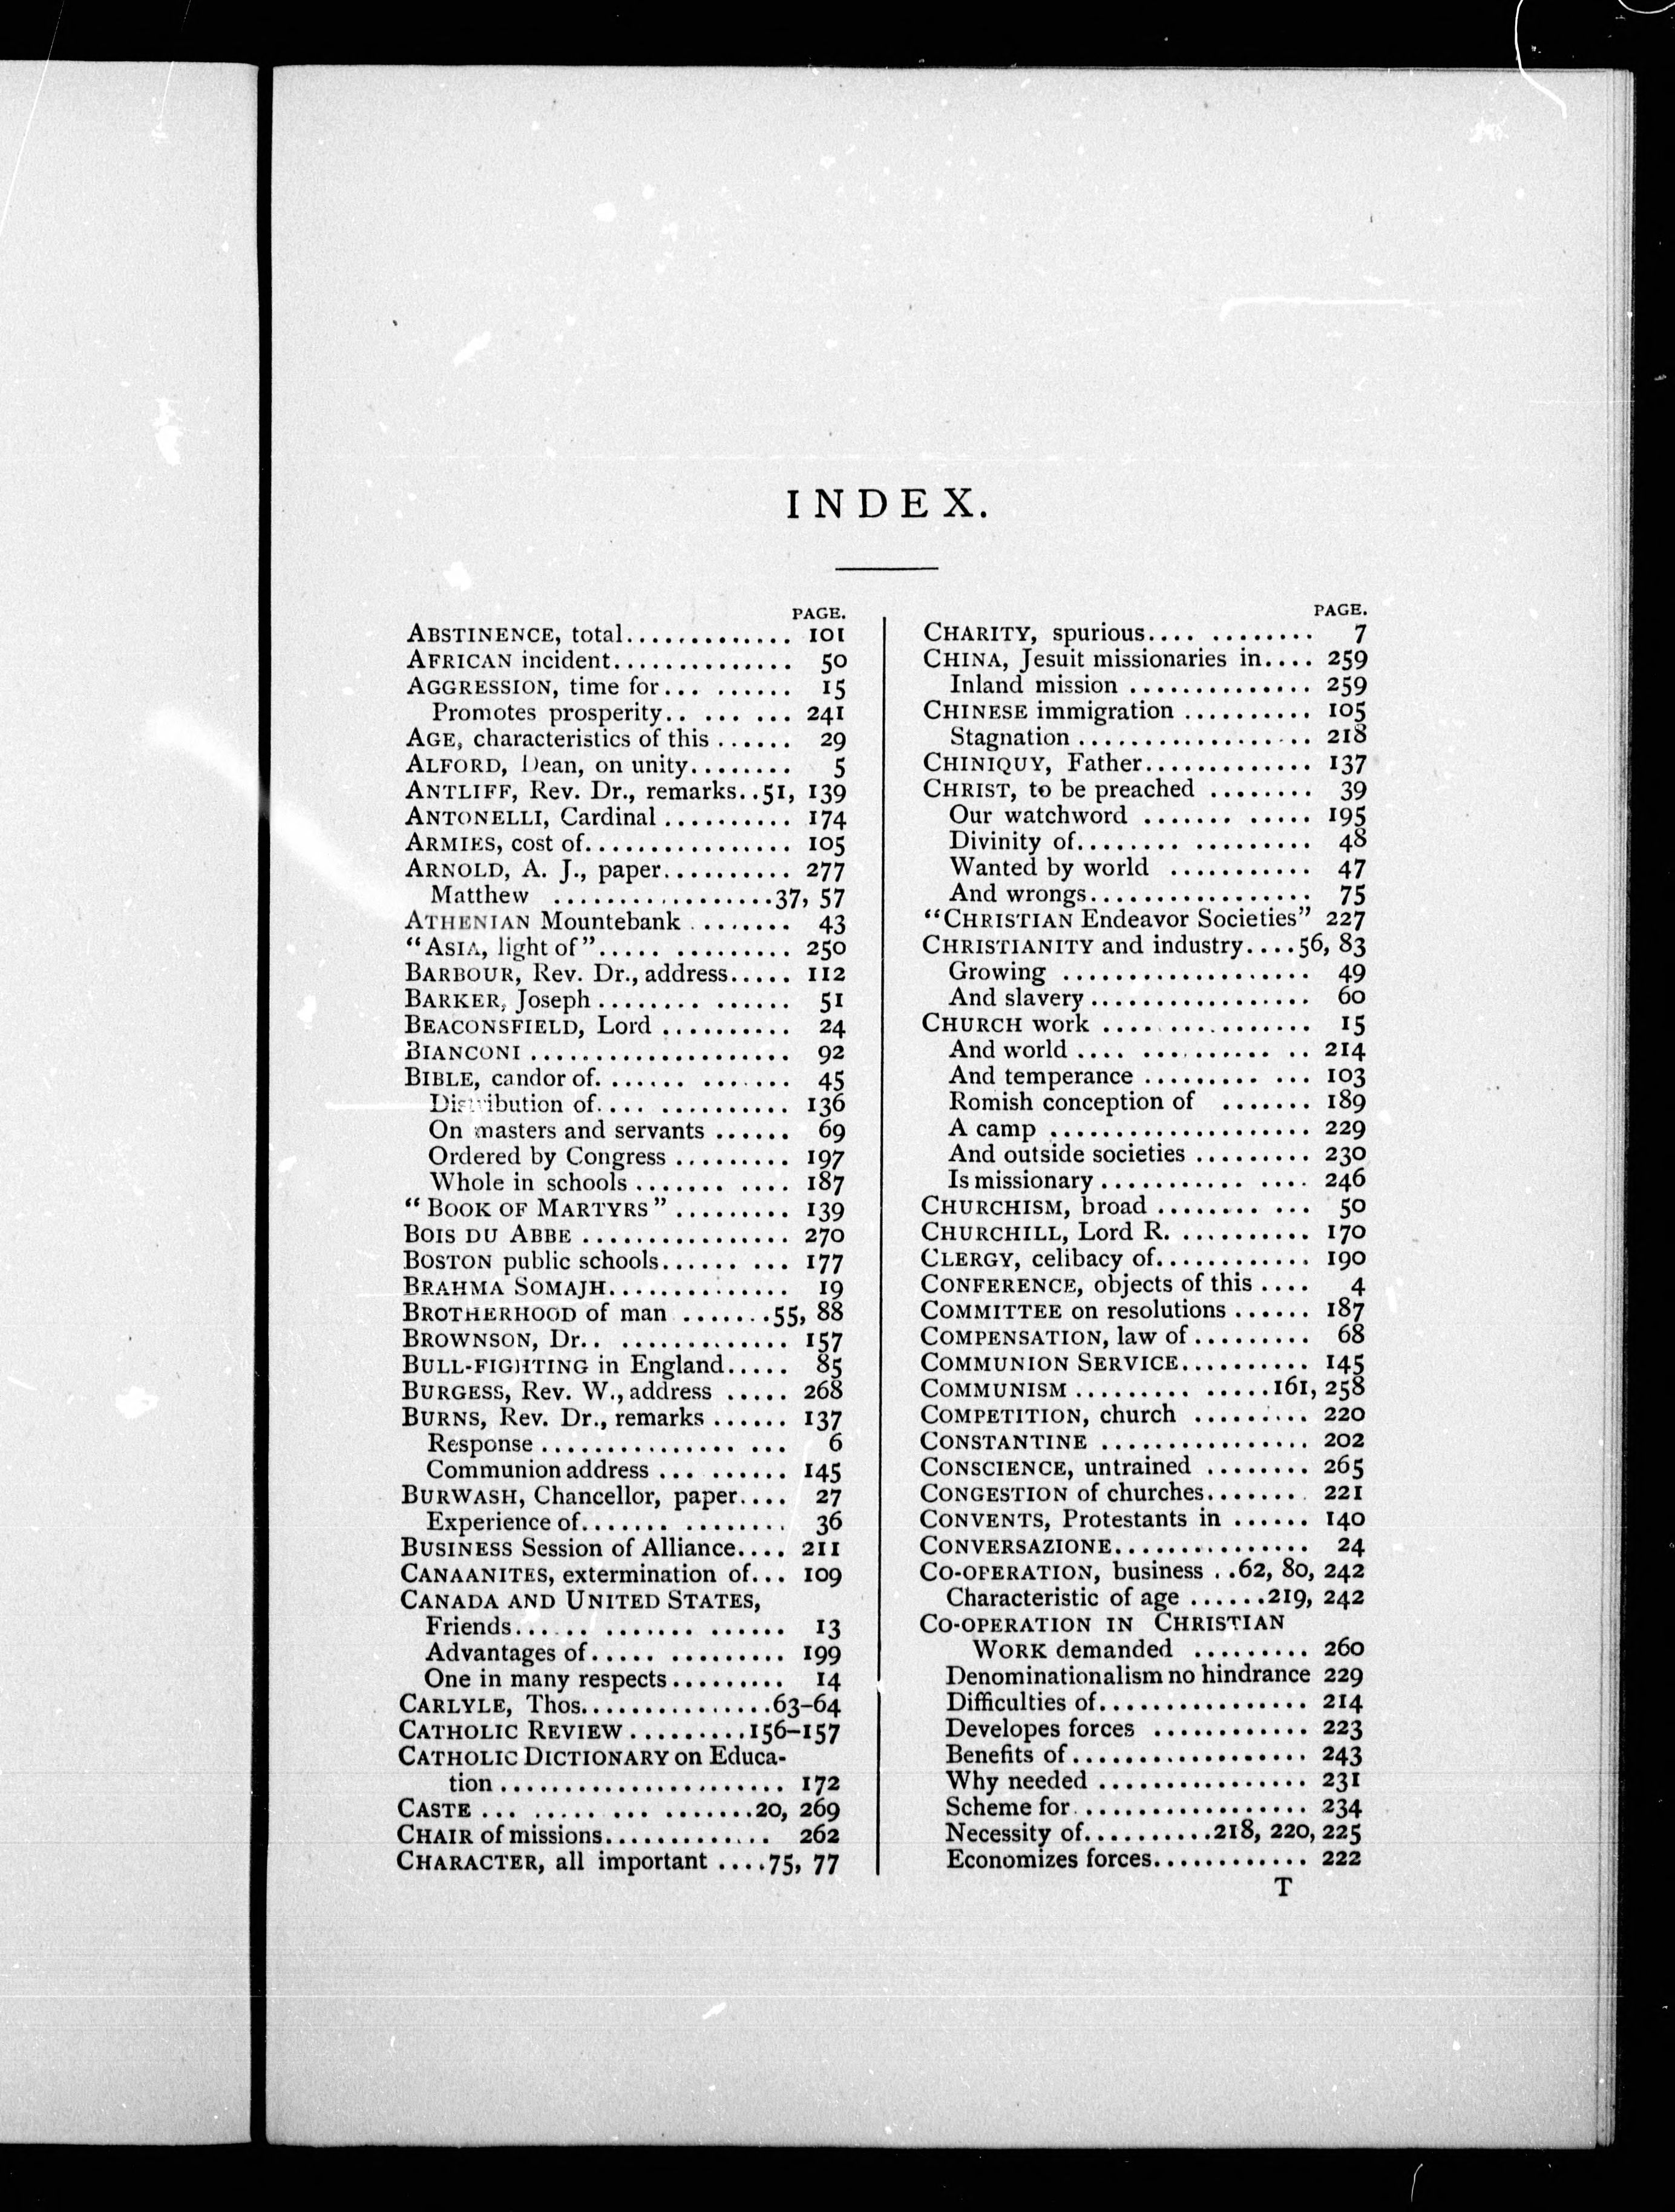 INDEX.
PAGE.
ABSTINENCE, total.............. 101
AFRICAN incident............... 50
AGGRESSION, time for... ...... 15
Promotes prosperity.. ... ... 241
AGE, characteristics of this ...... 29
ALFORD, Dean, on unity........ 5
ANTLIFF, Rev. Dr., remarks..51, 139
ANTONELLI, Cardinal .......... 174
ARMIES, cost of................ 105
ARNOLD, A. J., paper.......... 277
Matthew .................37, 57
ATHENIAN Mountebank ........ 43
"ASIA, light of"..... ......... 250
BARBOUR, Rev. Dr., address..... 112
BARKER, Joseph ........ ...... 51
BEACONSFIELD, Lord .......... 24
BIANCONI .................... 92
BIBLE, candor of. ...... ....... 45
Distribution of.... .......... 136
On masters and servants ...... 69
Ordered by Congress ......... 197
Whole in schools ....... .... 187
"BOOK OF MARTYRS" ......... 139
BOIS DU ABBE ................ 270
BOSTON public schools...... ... 177
BRAHMA SOMAJH.............. 19
BROTHERHOOD of man .......55, 88
BROWNSON, Dr.. ............. 157
BULL-FIGHTING in England..... 85
BURGESS, Rev. W., address ..... 268
BURNS, Rev. Dr., remarks ...... 137
Response ............... ... 6
Communion address ... ...... 145
BURWASH, Chancellor, paper.... 27
Experience of....... ........ 36
BUSINESS Session of Alliance.... 211
CANAANITES, extermination of... 109
CANADA AND UNITED STATES,
Friends...... ....... ...... 13
Advantages of..... ......... 199
One in many respects......... 14
CARLYLE, Thos...............63-64
CATHOLIC REVIEW .........156-157
CATHOLIC DICTIONARY on Educa-
tion ...................... 172
CASTE ... ..... ... .......20, 269
CHAIR of missions............. 262
CHARACTER, all important ....75, 77
PAGE.
CHARITY, spurious.... ........ 7
CHINA, Jesuit missionaries in.... 259
Inland mission .............. 259
CHINESE immigration .......... 105
Stagnation .................. 218
CHINIQUY, Father............. 137
CHRIST, to be preached ........ 39
Our watchword ....... ..... 195
Divinity of........ ......... 48
Wanted by world ........... 47
And wrongs................. 75
"CHRISTIAN Endeavor Societies" 227
CHRISTIANITY and industry....56, 83
Growing ................... 49
And slavery ................. 60
CHURCH work ................ 15
And world .... .......... .. 214
And temperance ......... ... 103
Romish conception of ....... 189
A camp .................... 229
And outside societies ......... 230
Is missionary ........... .... 246
CHURCHISM, broad ........ ... 50
CHURCHILL, Lord R. .......... 170
CLERGY, celibacy of............ 190
CONFERENCE, objects of this .... 4
COMMITTEE on resolutions ...... 187
COMPENSATION, law of ......... 68
COMMUNION SERVICE.......... 145
COMMUNISM ......... .....161, 258
COMPETITION, church ......... 220
CONSTANTINE ................ 202
CONSCIENCE, untrained ........ 265
CONGESTION of churches........ 221
CONVENTS, Protestants in ...... 140
CONVERSAZIONE............... 24
CO-OPERATION, business ..62, 80, 242
Characteristic of age ......219, 242
CO-OPERATION IN CHRISTIAN
WORK demanded ......... 260
Denominationalism no hindrance 229
Difficulties of................ 214
Developes forces ............ 223
Benefits of.................. 243
Why needed ................ 231
Scheme for.................. 234
Necessity of..........218, 220, 225
Economizes forces............ 222
T